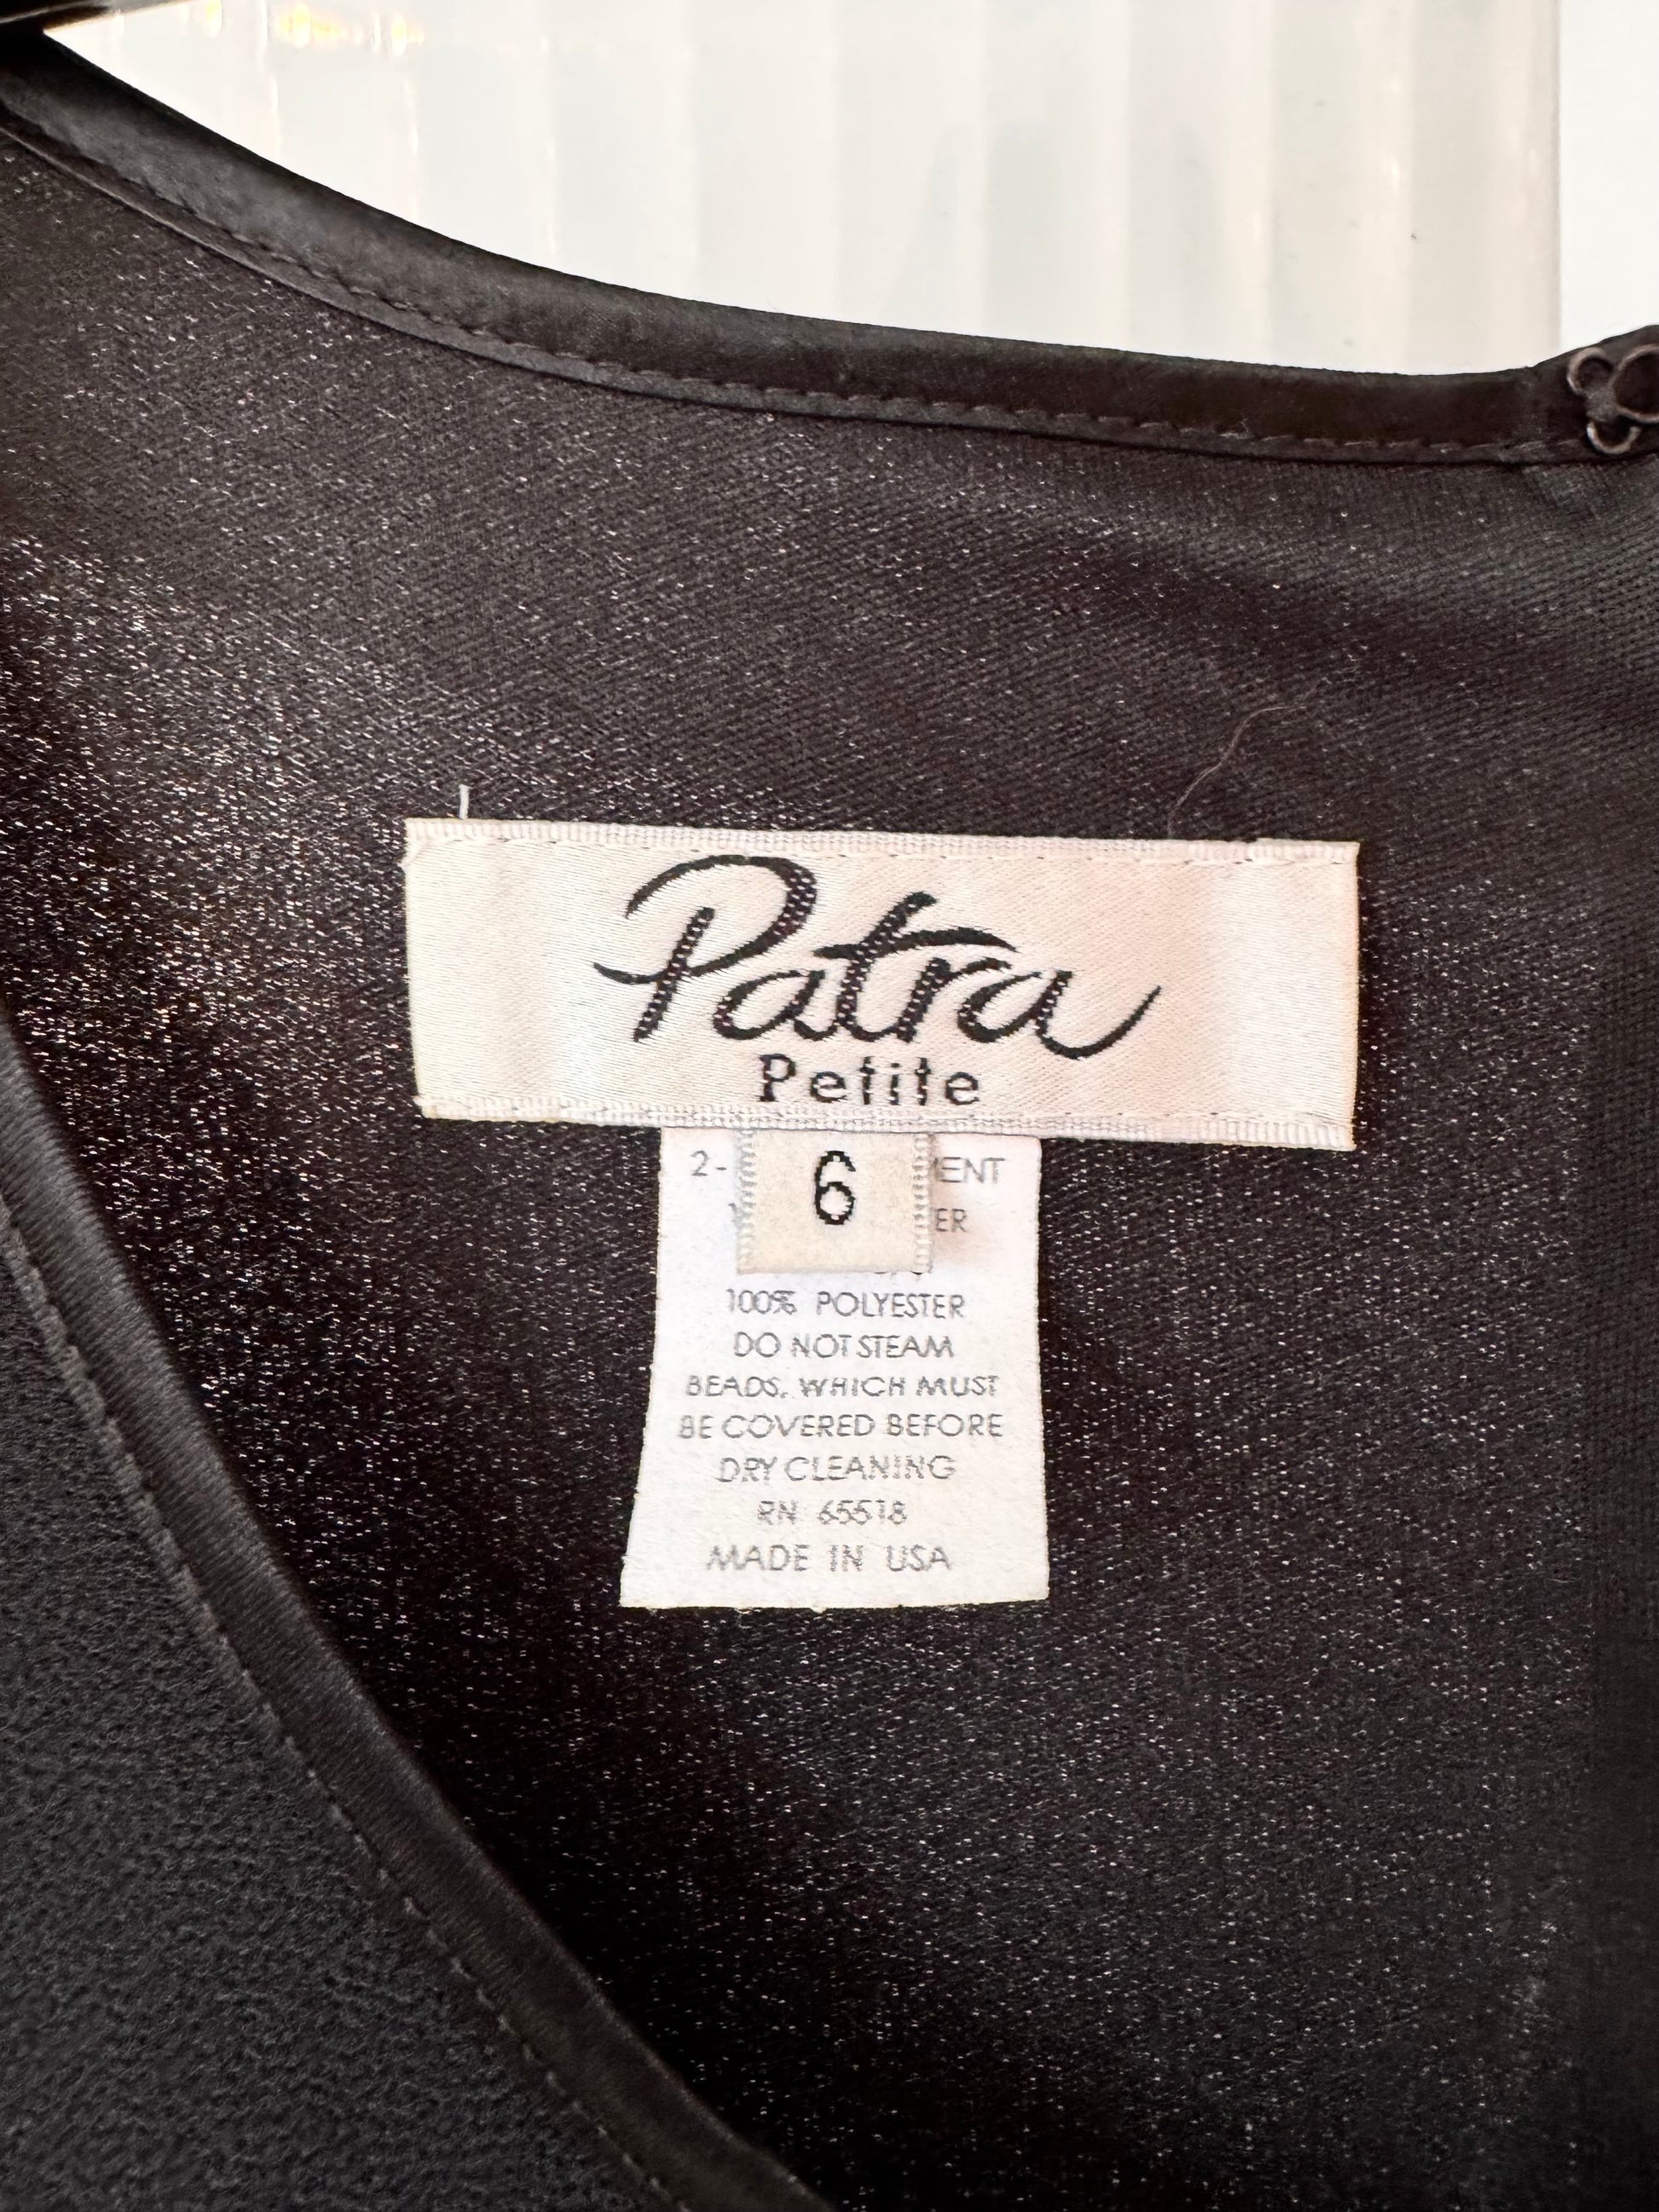 Patra
Petite
6
2-
100% POLYESTER
DO NOT STEAM
BEADS, WHICH MUST
BE COVERED BEFORE
DRY CLEANING
RN 65518
MADE IN USA